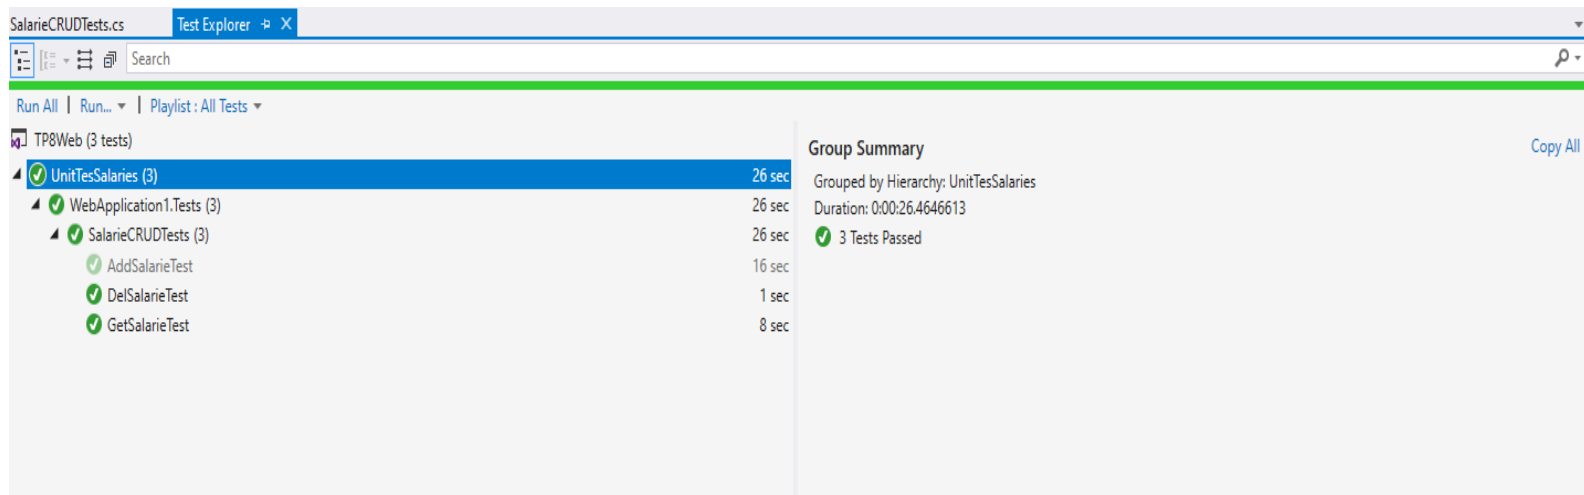 SalarieCRUDTests.cs Test Explorer
Search
Run All | Run... | Playlist : All Tests
TP8Web (3 tests)
UnitTesSalaries (3) 26 sec
WebApplication1.Tests (3) 26 sec
SalarieCRUDTests (3) 26 sec
AddSalarieTest 16 sec
DelSalarieTest 1 sec
GetSalarieTest 8 sec
Group Summary Copy All
Grouped by Hierarchy: UnitTesSalaries
Duration: 0:00:26.4646613
3 Tests Passed